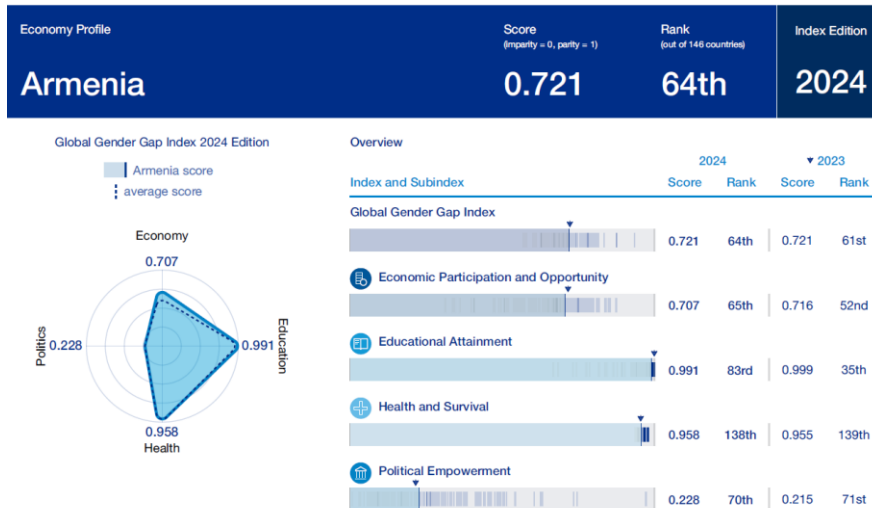 Economy Profile
Score
(imparity = 0, parity = 1)
Rank
(out of 146 countries)
Index Edition
Armenia
0.721
64th
2024
Global Gender Gap Index 2024 Edition
Armenia score
average score
Economy
0.707
Politics
0.228
0.991
Education
0.958
Health
Overview
2024
2023
Index and Subindex
Score
Rank
Score
Rank
Global Gender Gap Index
0.721 64th 0.721 61st
Economic Participation and Opportunity
0.707 65th 0.716 52nd
Educational Attainment
0.991 83rd 0.999 35th
Health and Survival
0.958 138th 0.955 139th
Political Empowerment
0.228 70th 0.215 71st